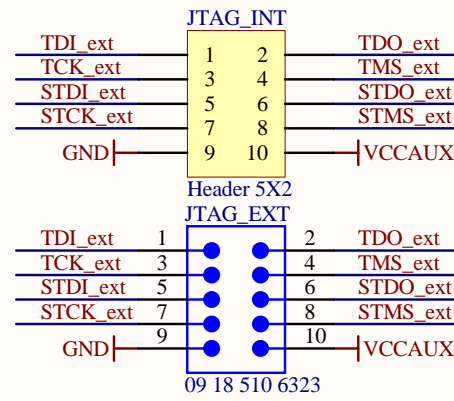 JTAG_INT
TDI_ext 1 2 TDO_ext
TCK_ext 3 4 TMS_ext
STDI_ext 5 6 STDO_ext
STCK_ext 7 8 STMS_ext
GND 9 10 VCCAUX
Header 5X2
JTAG_EXT
TDI_ext 1 2 TDO_ext
TCK_ext 3 4 TMS_ext
STDI_ext 5 6 STDO_ext
STCK_ext 7 8 STMS_ext
GND 9 10 VCCAUX
09 18 510 6323